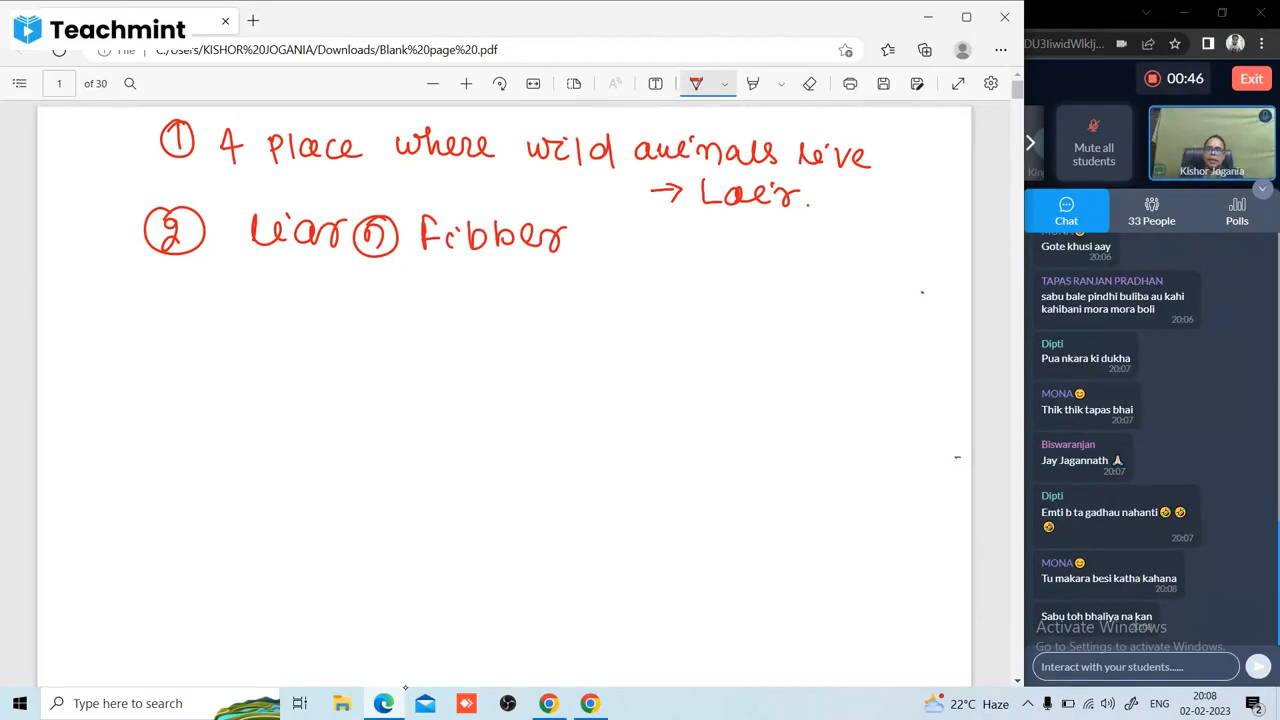 Teachmint
File
C:/Users/KISHOR%20JOGANIA/Downloads/Blank%20page%20.pdf
DU3IiwidWlkIj...
1 of 30
00:46
Exit
① A place where wild animals live
→ Lair.
② liar ⓝ fibber
Mute all
students
Kishor Jogania
Chat
33 People
Polls
Gote khusi aay
20:06
TAPAS RANJAN PRADHAN
sabu bale pindhi buliba au kahi
kahibani mora mora boli
20:06
Dipti
Pua nkara ki dukha
20:07
MONA😊
Thik thik tapas bhai
20:07
Biswaranjan
Jay Jagannath 🙏🏻
20:07
Dipti
Emti b ta gadhau nahanti 🤣 🤣
🤣
20:07
MONA😊
Tu makara besi katha kahana
20:08
Sabu toh bhaliya na kan
Activate Windows
Go to Settings to activate Windows.
Interact with your students......
Type here to search
22°C Haze
ENG
20:08
02-02-2023
2